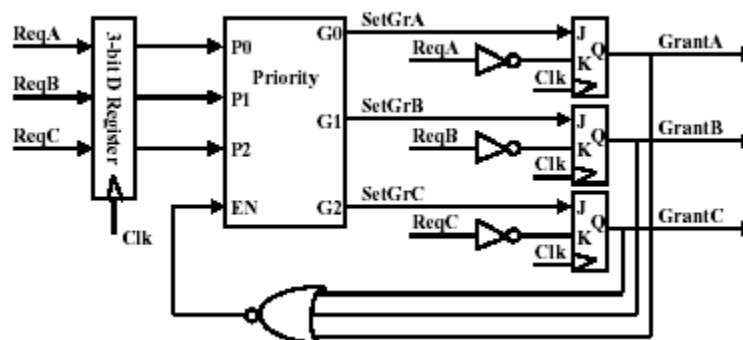 ReqA
ReqB
ReqC
3-bit D Register
Clk
P0
P1
P2
EN
Priority
G0
G1
G2
SetGrA
ReqA
Clk
J
Q
K
GrantA
SetGrB
ReqB
Clk
J
Q
K
GrantB
SetGrC
ReqC
Clk
J
Q
K
GrantC